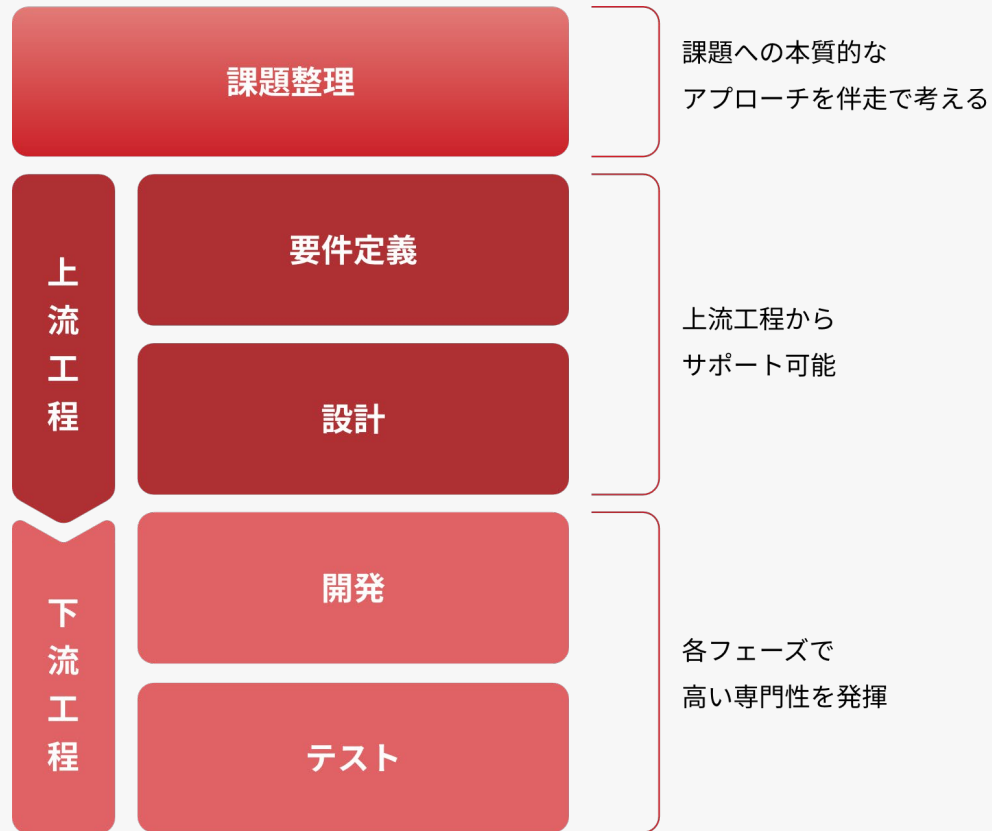 課題整理
課題への本質的な
アプローチを伴走で考える
上流工程
要件定義
設計
上流工程から
サポート可能
下流工程
開発
テスト
各フェーズで
高い専門性を発揮